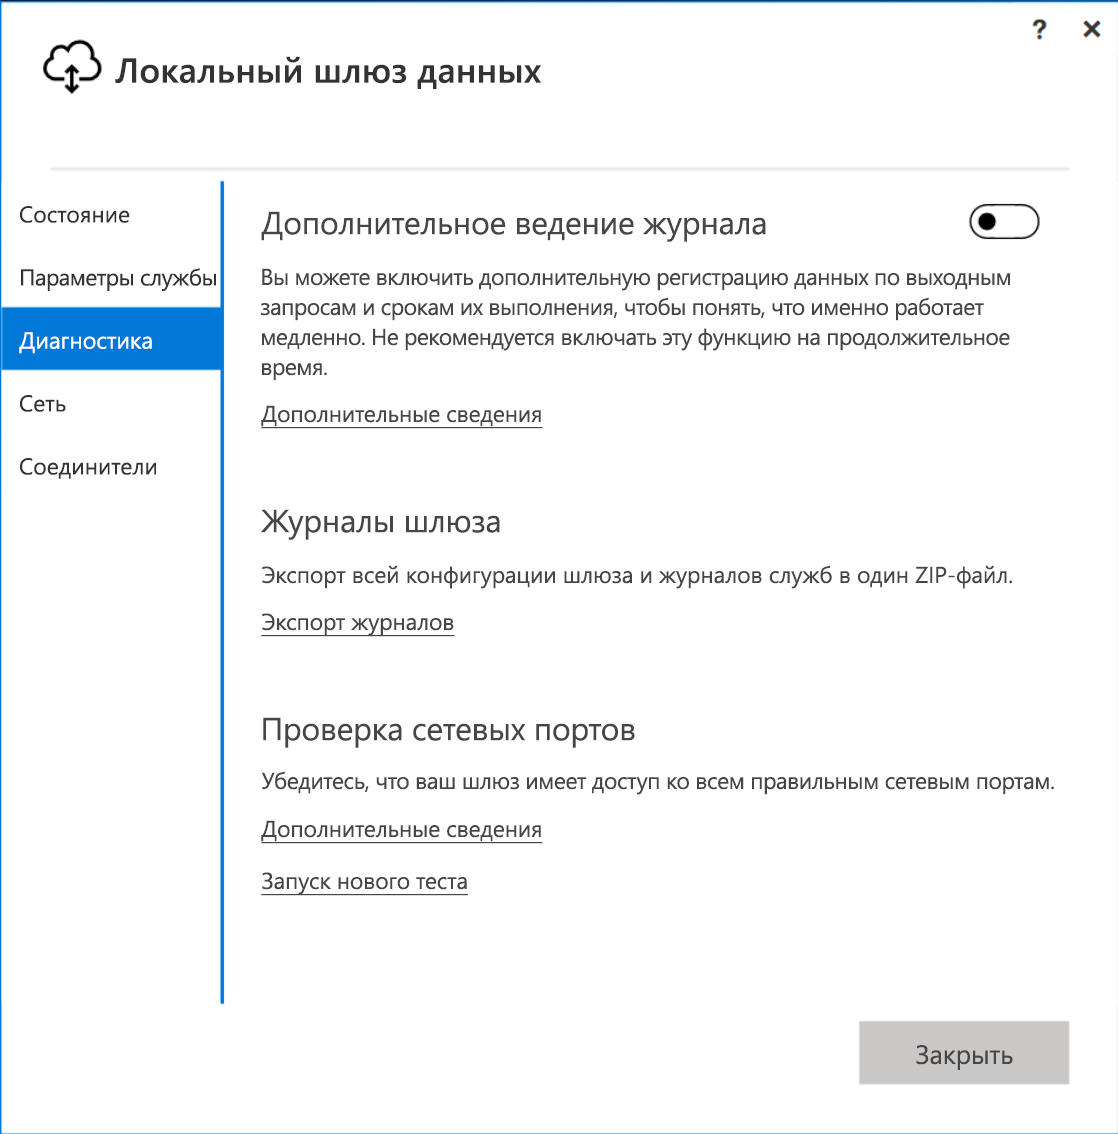 ?
Локальный шлюз данных
Состояние
Параметры службы
Диагностика
Сеть
Соединители
Дополнительное ведение журнала
Вы можете включить дополнительную регистрацию данных по выходным
запросам и срокам их выполнения, чтобы понять, что именно работает
медленно. Не рекомендуется включать эту функцию на продолжительное
время.
Дополнительные сведения
Журналы шлюза
Экспорт всей конфигурации шлюза и журналов служб в один ZIP-файл.
Экспорт журналов
Проверка сетевых портов
Убедитесь, что ваш шлюз имеет доступ ко всем правильным сетевым портам.
Дополнительные сведения
Запуск нового теста
Закрыть